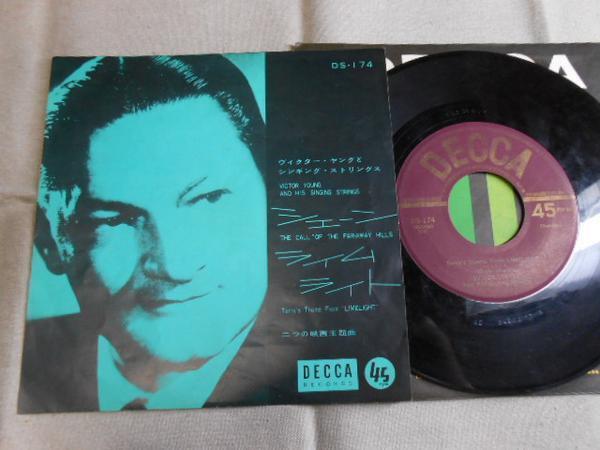 DS-174
ヴィクター・ヤングと
シンギング・ストリングス
VICTOR YOUNG
AND HIS SINGING STRINGS
シェーン
THE CALL OF THE FARAWAY HILLS
ライム
ライト
Terry's Theme From "LIMELIGHT"
二つの映画主題曲
DECCA
RECORDS
45
rpm
DECCA
DS-174
45